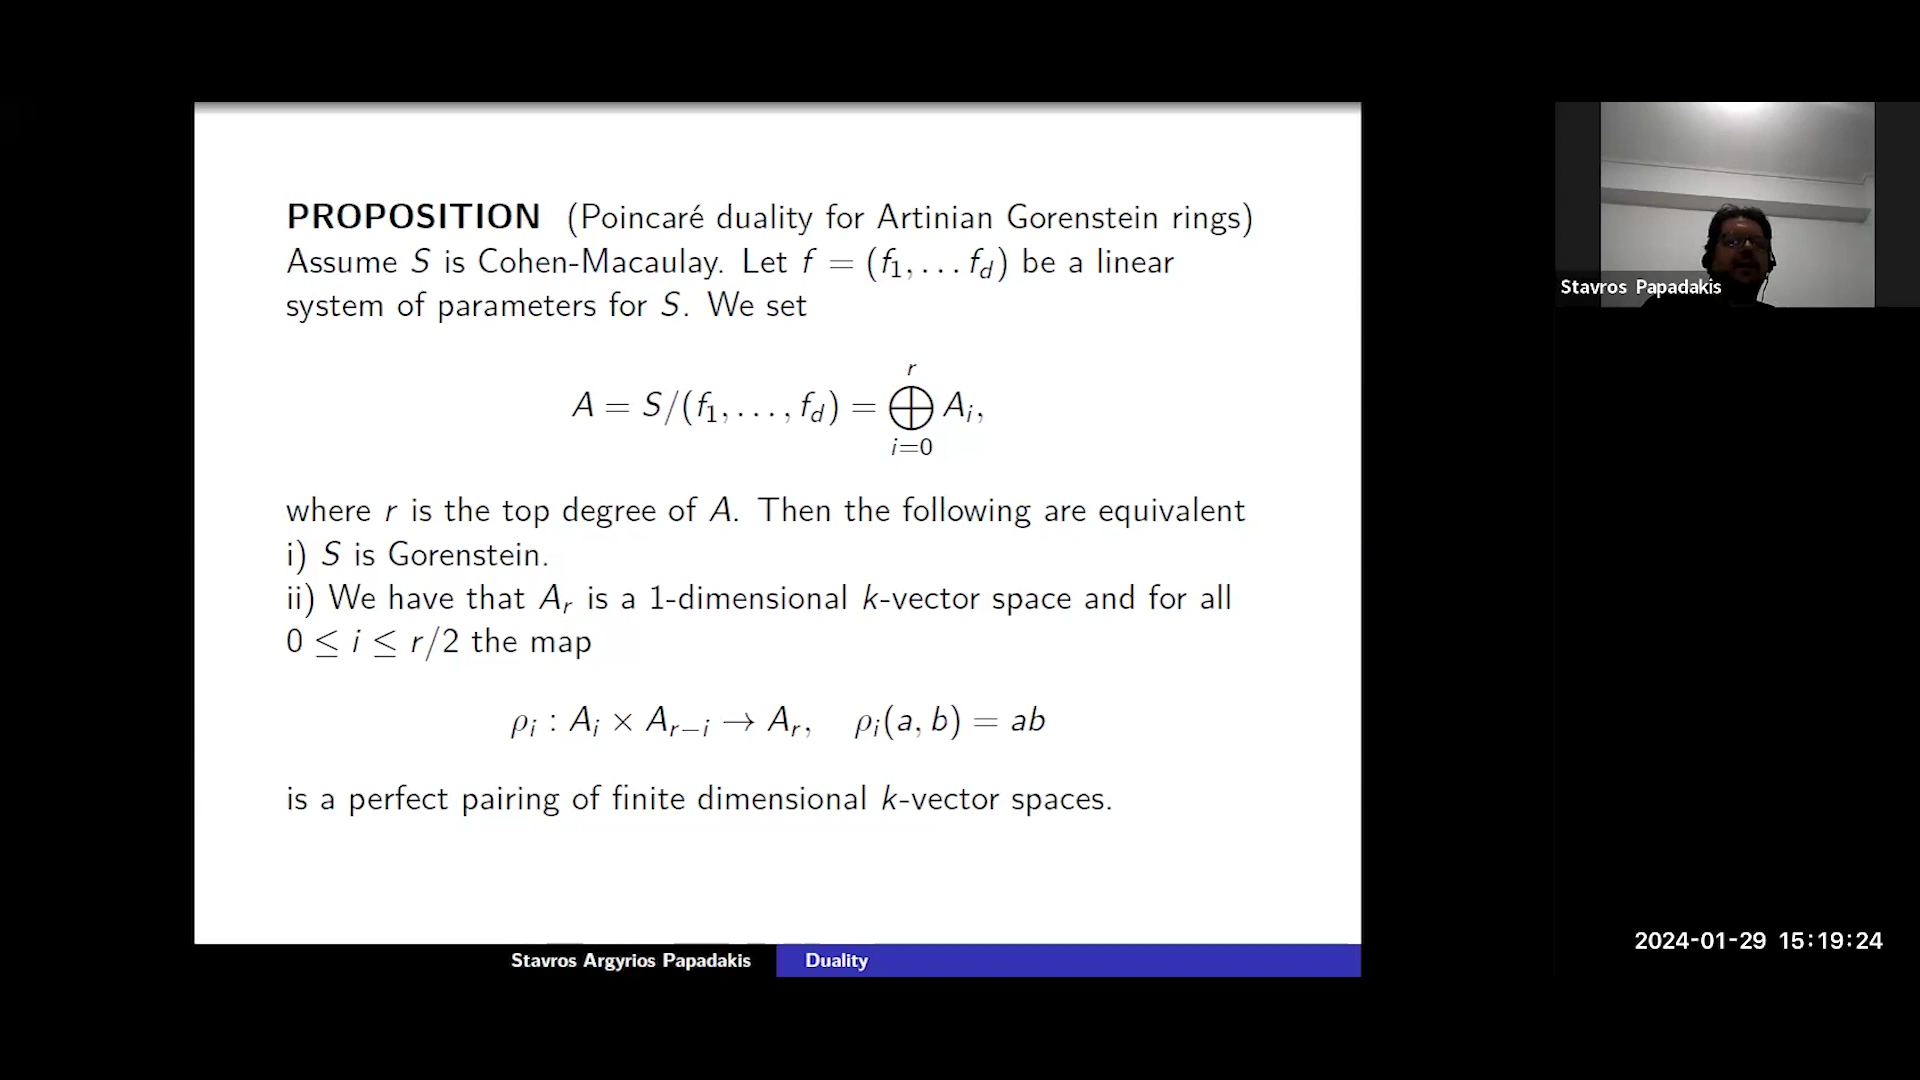 PROPOSITION (Poincaré duality for Artinian Gorenstein rings)
Assume S is Cohen-Macaulay. Let f = (f₁, … f_d) be a linear
system of parameters for S. We set
A = S/(f₁, …, f_d) = ⨁_{i=0}^{r} A_i,
where r is the top degree of A. Then the following are equivalent
i) S is Gorenstein.
ii) We have that A_r is a 1-dimensional k-vector space and for all
0 ≤ i ≤ r/2 the map
ρ_i : A_i × A_{r−i} → A_r, ρ_i(a, b) = ab
is a perfect pairing of finite dimensional k-vector spaces.
Stavros Argyrios Papadakis Duality
Stavros Papadakis
2024-01-29 15:19:24